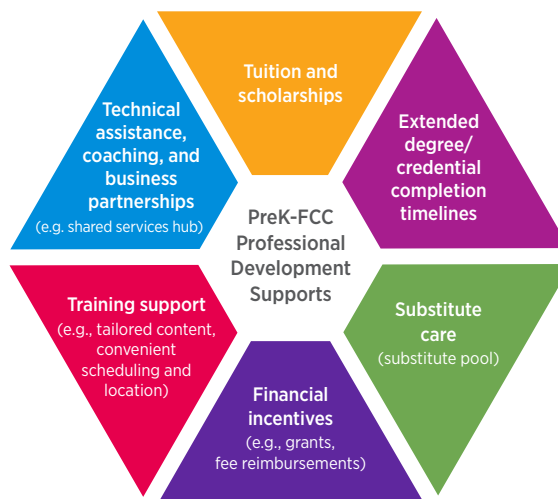 Tuition and
scholarships
Extended
degree/
credential
completion
timelines
Substitute
care
(substitute pool)
Financial
incentives
(e.g., grants,
fee reimbursements)
Training support
(e.g., tailored content,
convenient
scheduling and
location)
Technical
assistance,
coaching, and
business
partnerships
(e.g. shared services hub)
PreK-FCC
Professional
Development
Supports